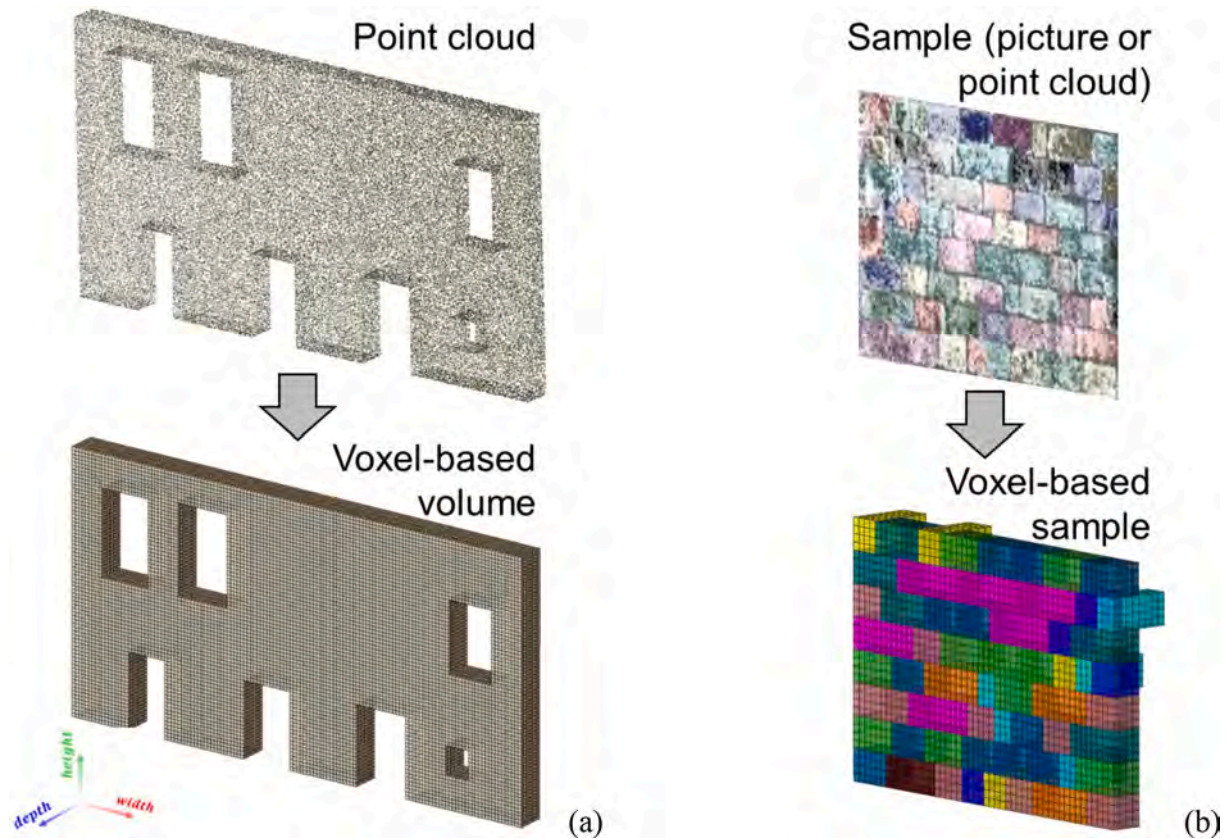 Point cloud
Voxel-based
volume
height
depth
width
(a)
Sample (picture or
point cloud)
Voxel-based
sample
(b)